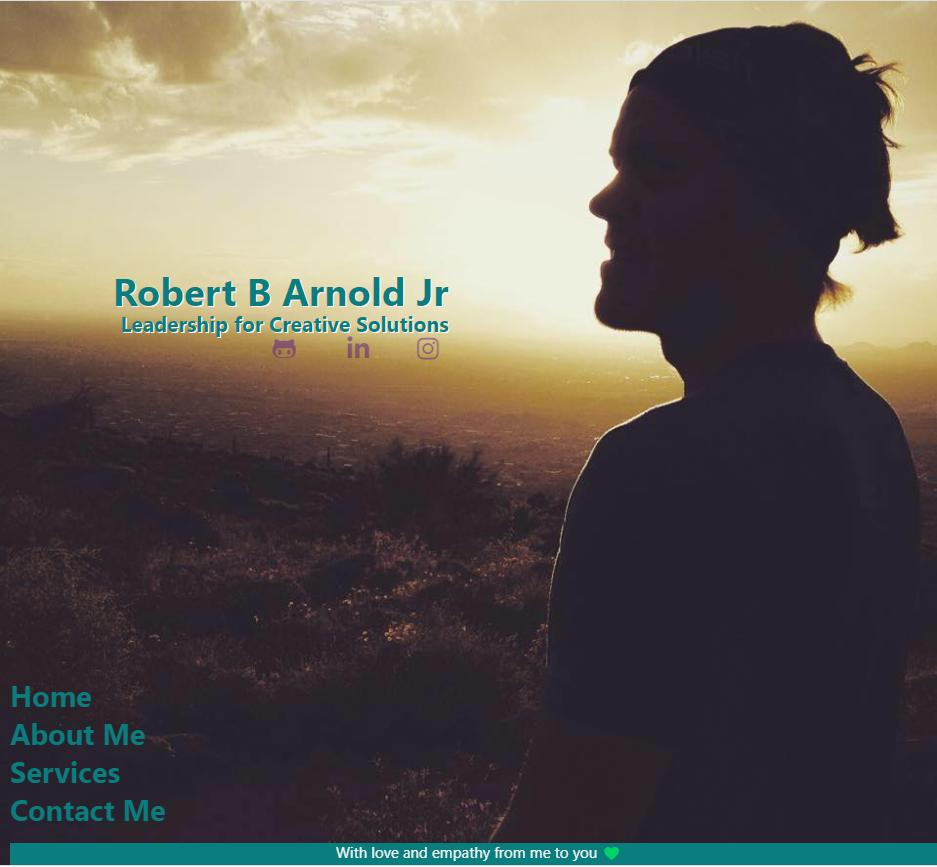 Robert B Arnold Jr
Leadership for Creative Solutions
in
Home
About Me
Services
Contact Me
With love and empathy from me to you 💚